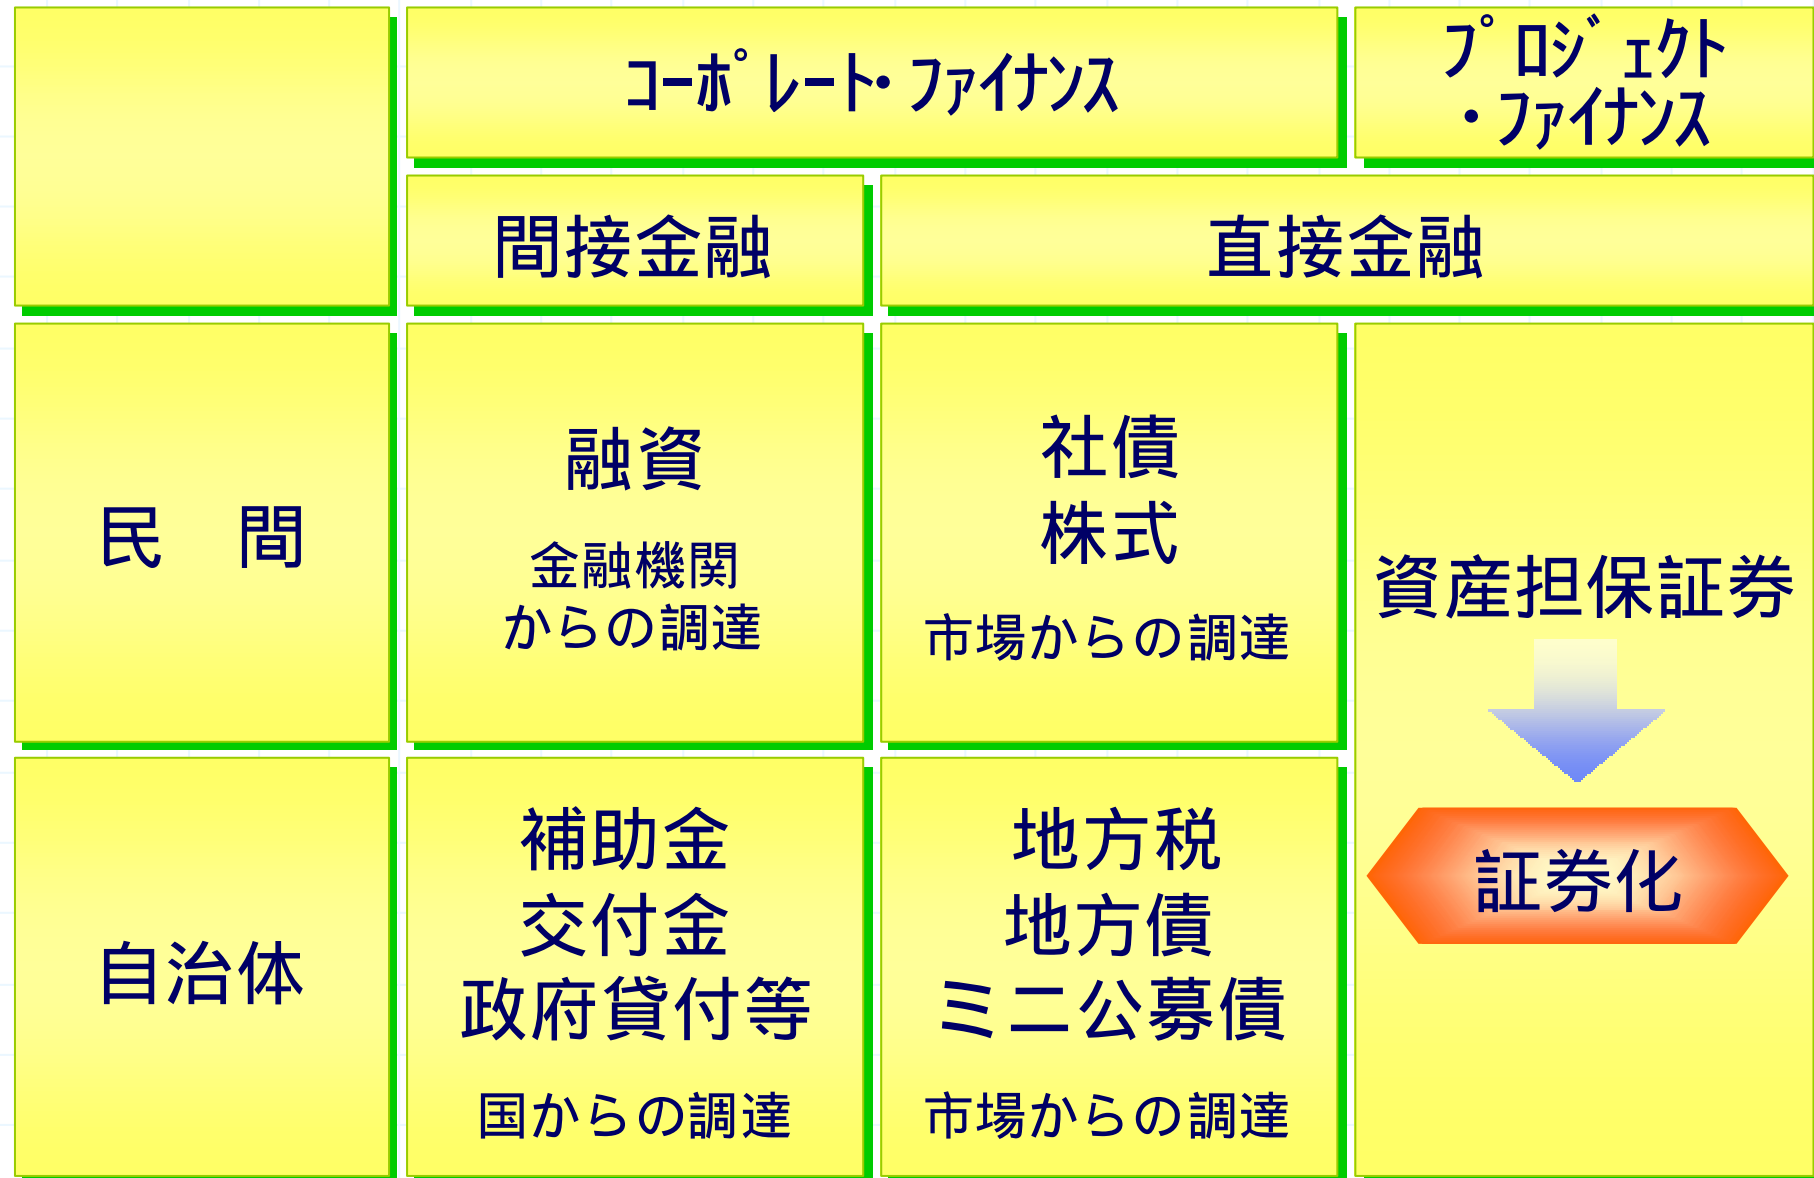 ｺｰﾎﾟﾚｰﾄ･ﾌｧｲﾅﾝｽ
ﾌﾟﾛｼﾞｪｸﾄ
･ﾌｧｲﾅﾝｽ
間接金融
直接金融
民　間
融資
金融機関
からの調達
社債
株式
市場からの調達
資産担保証券
証券化
自治体
補助金
交付金
政府貸付等
国からの調達
地方税
地方債
ミニ公募債
市場からの調達